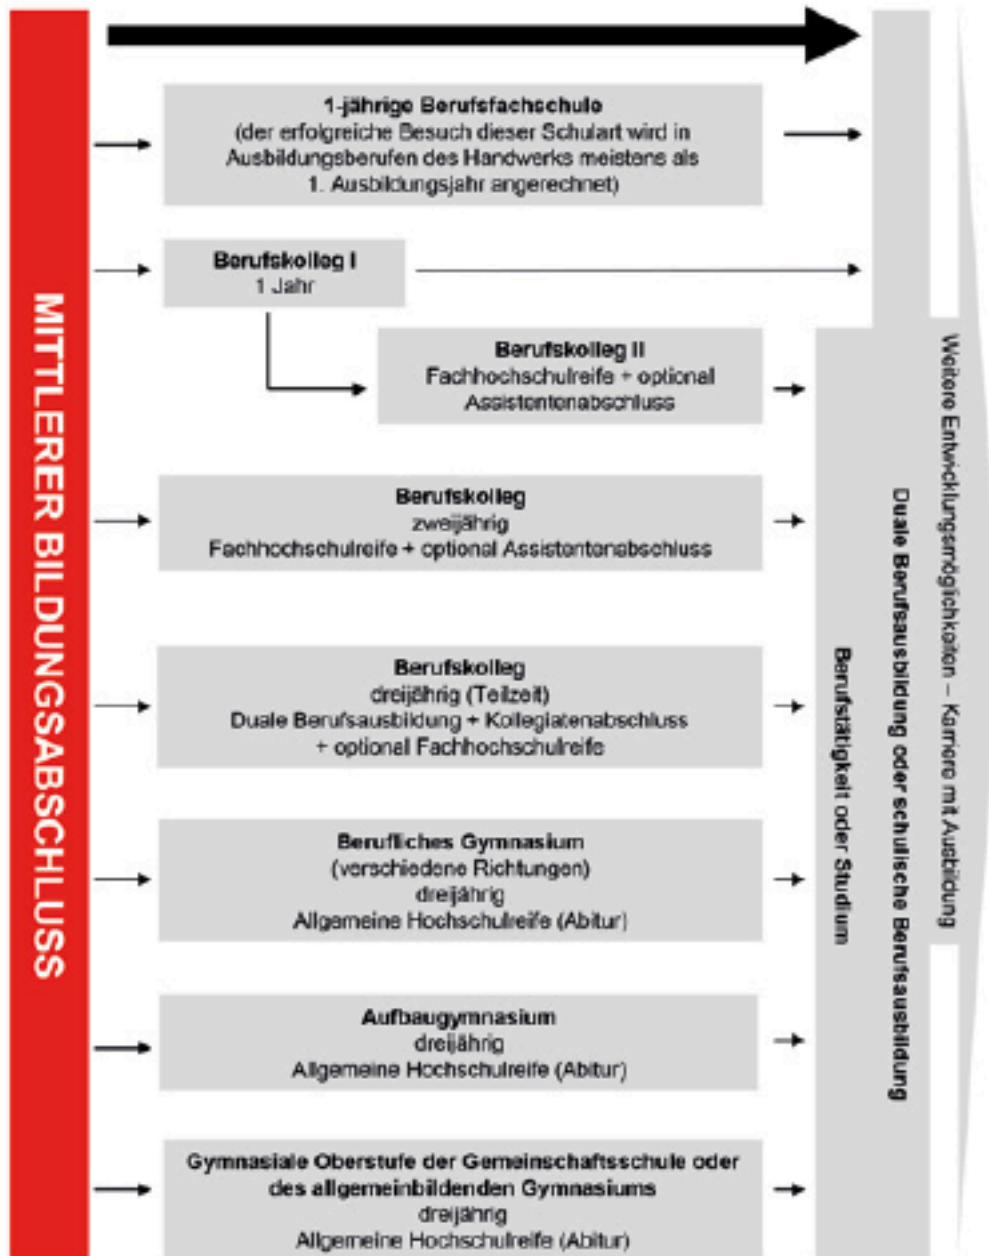 MITTLERER BILDUNGSABSCHLUSS
1-jährige Berufsfachschule
(der erfolgreiche Besuch dieser Schulart wird in
Ausbildungsberufen des Handwerks meistens als
1. Ausbildungsjahr angerechnet)
Berufskolleg I
1 Jahr
Berufskolleg II
Fachhochschulreife + optional
Assistentenabschluss
Berufskolleg
zweijährig
Fachhochschulreife + optional Assistentenabschluss
Berufskolleg
dreijährig (Teilzeit)
Duale Berufsausbildung + Kollegiatenabschluss
+ optional Fachhochschulreife
Berufliches Gymnasium
(verschiedene Richtungen)
dreijährig
Allgemeine Hochschulreife (Abitur)
Aufbaugymnasium
dreijährig
Allgemeine Hochschulreife (Abitur)
Gymnasiale Oberstufe der Gemeinschaftsschule oder
des allgemeinbildenden Gymnasiums
dreijährig
Allgemeine Hochschulreife (Abitur)
Berufstätigkeit oder Studium
Duale Berufsausbildung oder schulische Berufsausbildung
Weitere Entwicklungsmöglichkeiten – Karriere mit Ausbildung